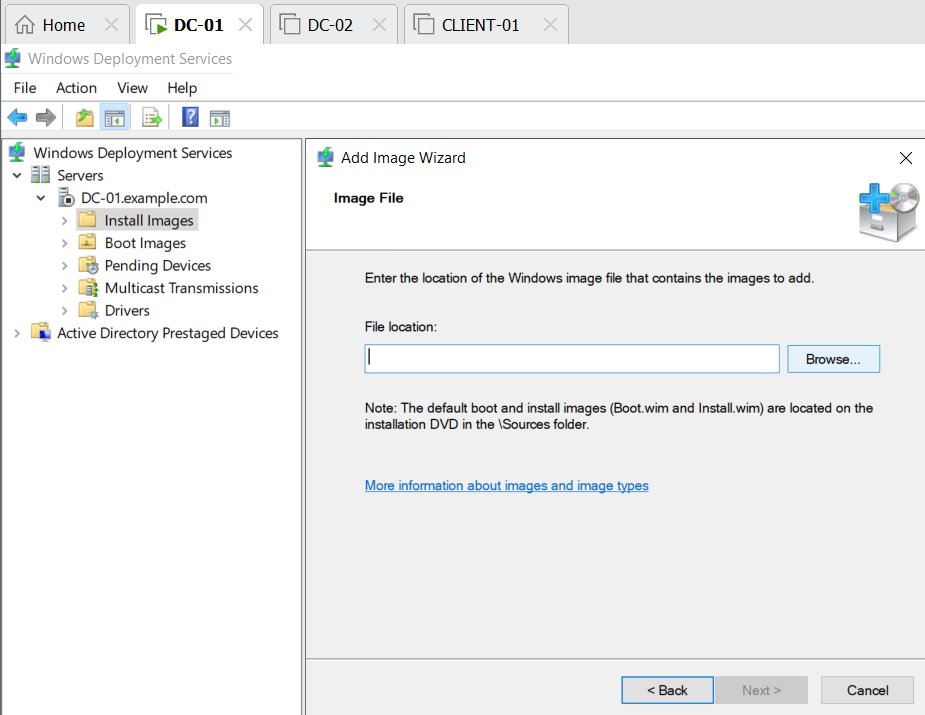 Home
DC-01
DC-02
CLIENT-01
Windows Deployment Services
File Action View Help
Windows Deployment Services
Servers
DC-01.example.com
Install Images
Boot Images
Pending Devices
Multicast Transmissions
Drivers
Active Directory Prestaged Devices
Add Image Wizard
Image File
Enter the location of the Windows image file that contains the images to add.
File location:
Browse...
Note: The default boot and install images (Boot.wim and Install.wim) are located on the
installation DVD in the \Sources folder.
More information about images and image types
< Back
Next >
Cancel